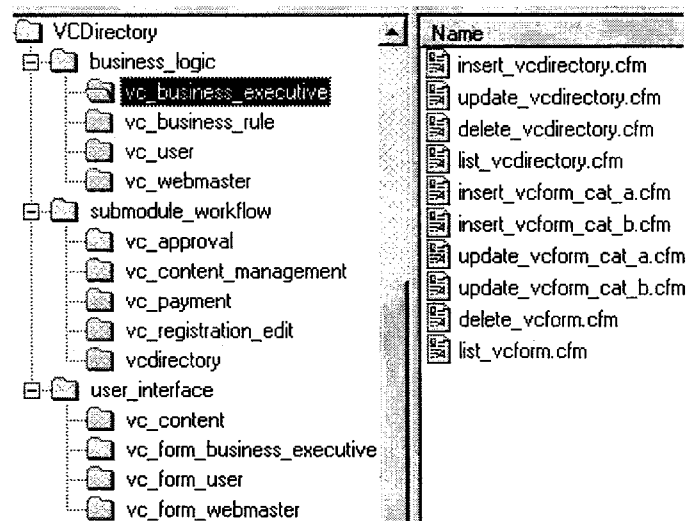 VCDirectory
business_logic
vc_business_executive
vc_business_rule
vc_user
vc_webmaster
submodule_workflow
vc_approval
vc_content_management
vc_payment
vc_registration_edit
vcdirectory
user_interface
vc_content
vc_form_business_executive
vc_form_user
vc_form_webmaster
Name
insert_vcdirectory.cfm
update_vcdirectory.cfm
delete_vcdirectory.cfm
list_vcdirectory.cfm
insert_vcform_cat_a.cfm
insert_vcform_cat_b.cfm
update_vcform_cat_a.cfm
update_vcform_cat_b.cfm
delete_vcform.cfm
list_vcform.cfm